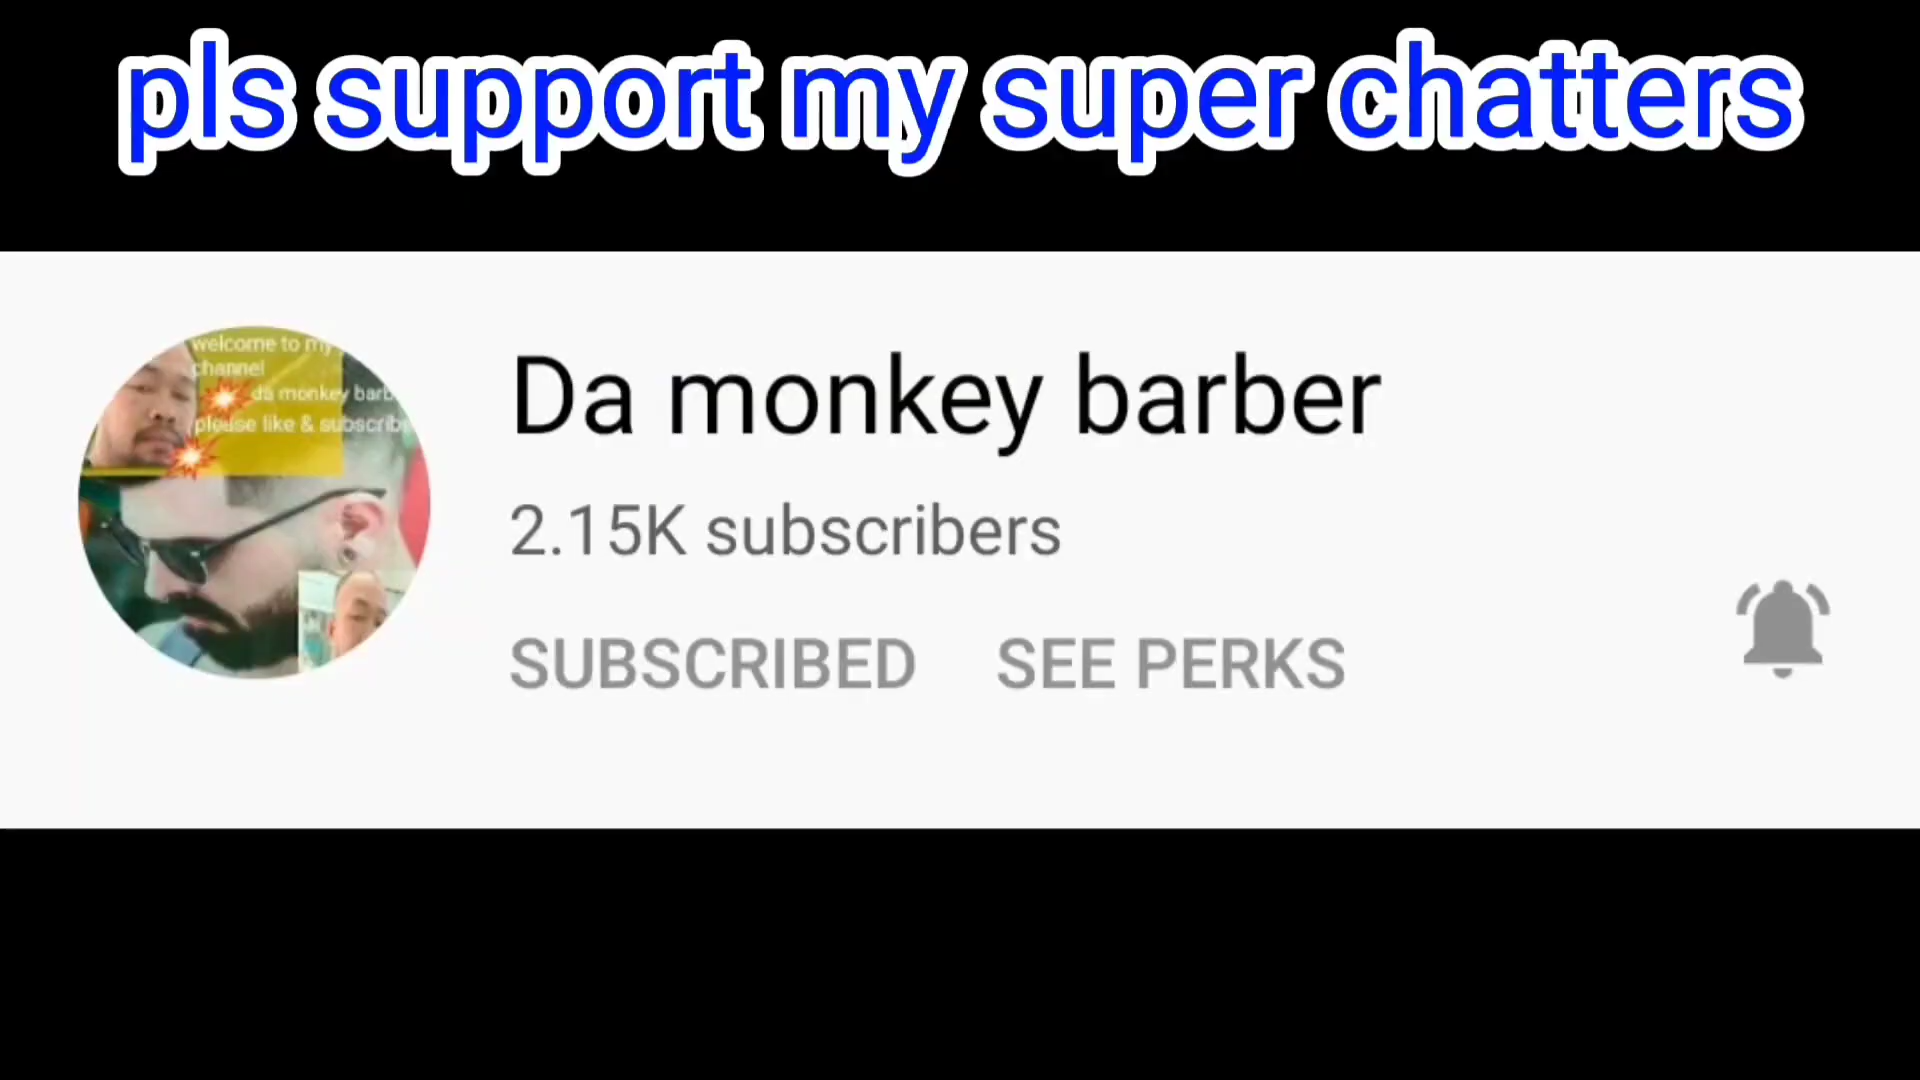 pls support my super chatters
welcome to my
channel
da monkey barb
please like & subscrib
Da monkey barber
2.15K subscribers
SUBSCRIBED SEE PERKS